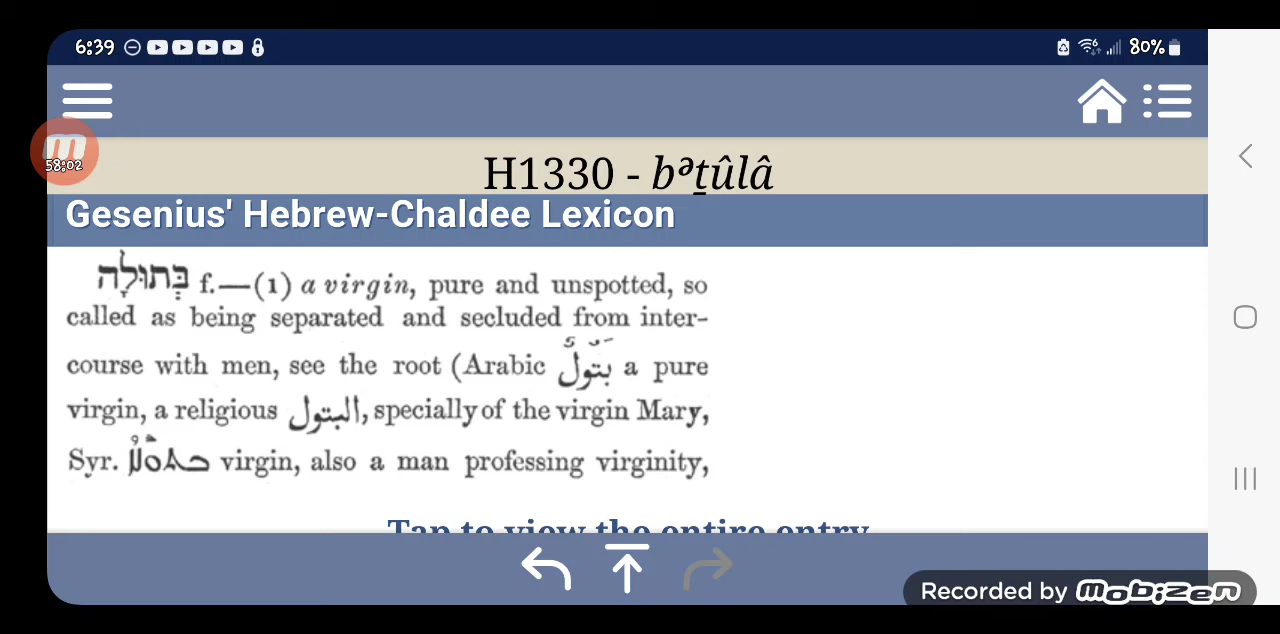 6:39 80%
58:02
H1330 - bᵊṯûlâ
Gesenius' Hebrew-Chaldee Lexicon
בְּתוּלָה f.—(1) a virgin, pure and unspotted, so
called as being separated and secluded from inter-
course with men, see the root (Arabic بَتُولٌ a pure
virgin, a religious البتول, specially of the virgin Mary,
Syr. virgin, also a man professing virginity,
Tap to view the entire entry
Recorded by Mobizen